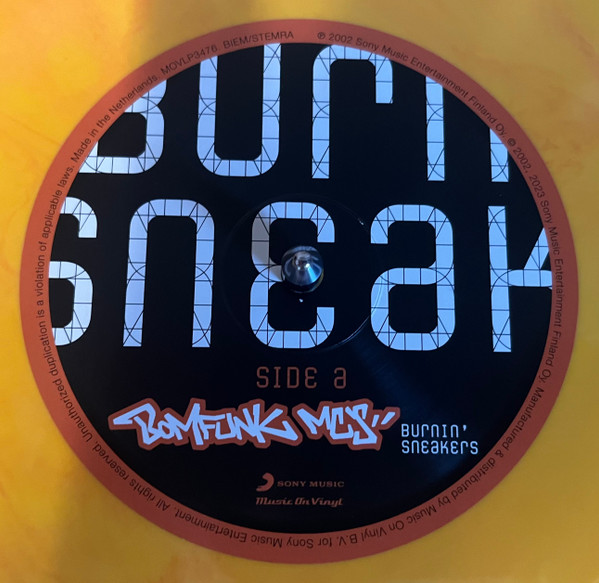 BURN
SNEAK
SIDE a
BOMFUNK MC'S
BURNIN'
SNEAKERS
SONY MUSIC
Music On Vinyl
℗ 2002 Sony Music Entertainment Finland Oy. © 2002, 2023 Sony Music Entertainment Finland Oy. Manufactured & distributed by Music On Vinyl B.V. for Sony Music Entertainment. All rights reserved. Unauthorized duplication is a violation of applicable laws. Made in the Netherlands. MOVLP3476. BIEM/STEMRA